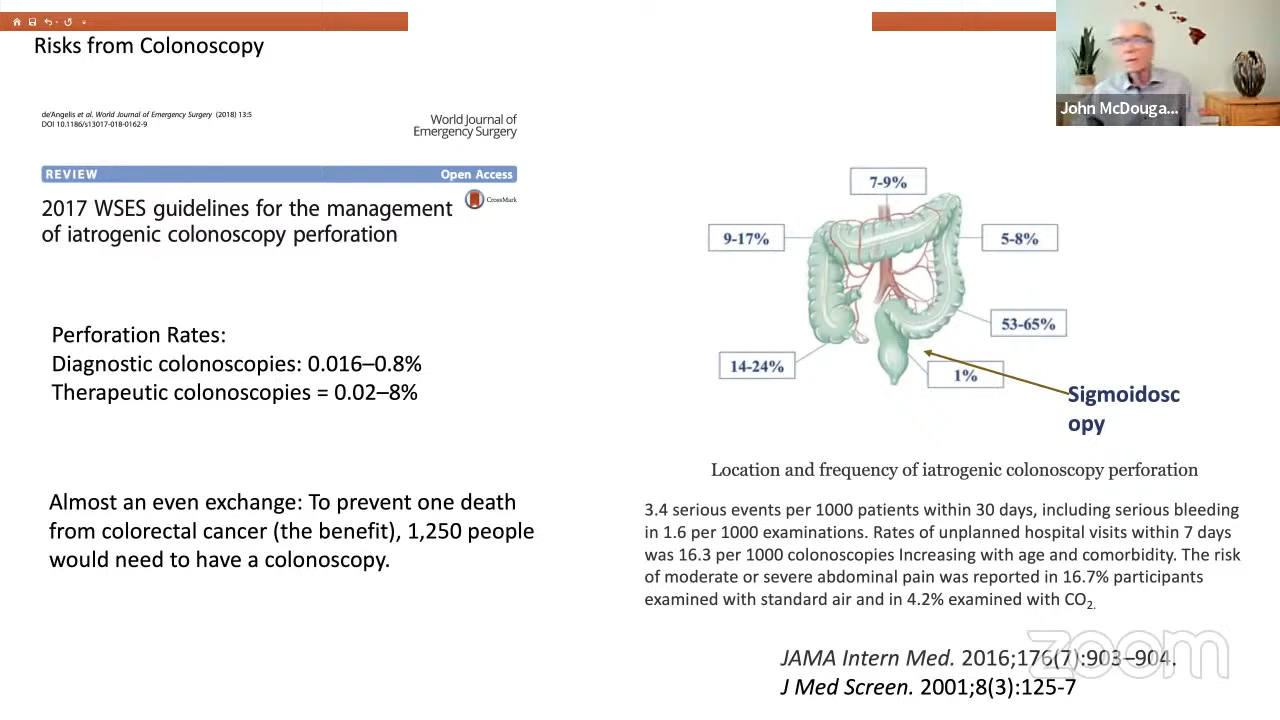 Risks from Colonoscopy
de'Angelis et al. World Journal of Emergency Surgery (2018) 13:5
DOI 10.1186/s13017-018-0162-9
World Journal of
Emergency Surgery
REVIEW
Open Access
2017 WSES guidelines for the management
of iatrogenic colonoscopy perforation
CrossMark
Perforation Rates:
Diagnostic colonoscopies: 0.016–0.8%
Therapeutic colonoscopies = 0.02–8%
Almost an even exchange: To prevent one death
from colorectal cancer (the benefit), 1,250 people
would need to have a colonoscopy.
John McDouga...
7-9%
9-17%
5-8%
53-65%
14-24%
1%
Sigmoidosc
opy
Location and frequency of iatrogenic colonoscopy perforation
3.4 serious events per 1000 patients within 30 days, including serious bleeding
in 1.6 per 1000 examinations. Rates of unplanned hospital visits within 7 days
was 16.3 per 1000 colonoscopies Increasing with age and comorbidity. The risk
of moderate or severe abdominal pain was reported in 16.7% participants
examined with standard air and in 4.2% examined with CO2.
zoom
JAMA Intern Med. 2016;176(7):903–904.
J Med Screen. 2001;8(3):125-7